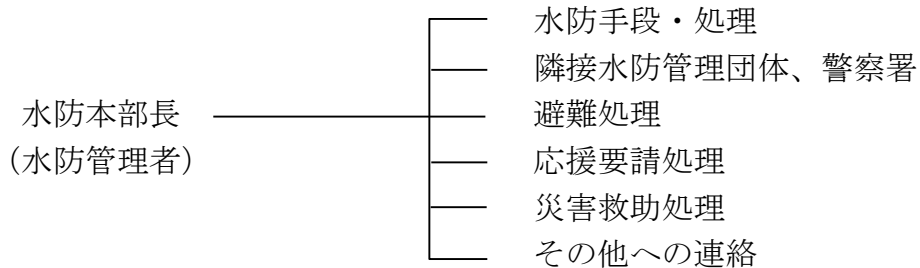 水防手段・処理
隣接水防管理団体、警察署
水防本部長
(水防管理者)
避難処理
応援要請処理
災害救助処理
その他への連絡